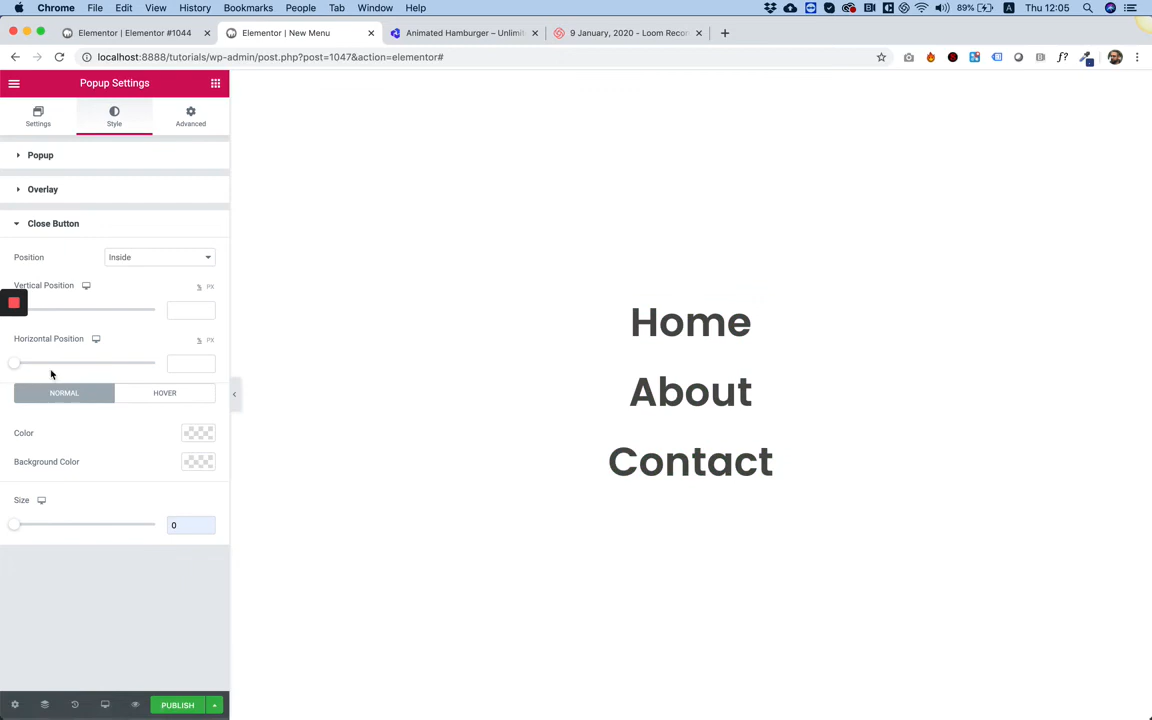 Chrome File Edit View History Bookmarks People Tab Window Help 89% A Thu 12:05
Elementor | Elementor #1044
Elementor | New Menu
Animated Hamburger – Unlimit
9 January, 2020 - Loom Recor
localhost:8888/tutorials/wp-admin/post.php?post=1047&action=elementor#
f?
Popup Settings
Settings Style Advanced
Popup
Overlay
Close Button
Position Inside
Vertical Position % PX
Horizontal Position % PX
NORMAL HOVER
Color
Background Color
Size
0
PUBLISH
Home
About
Contact